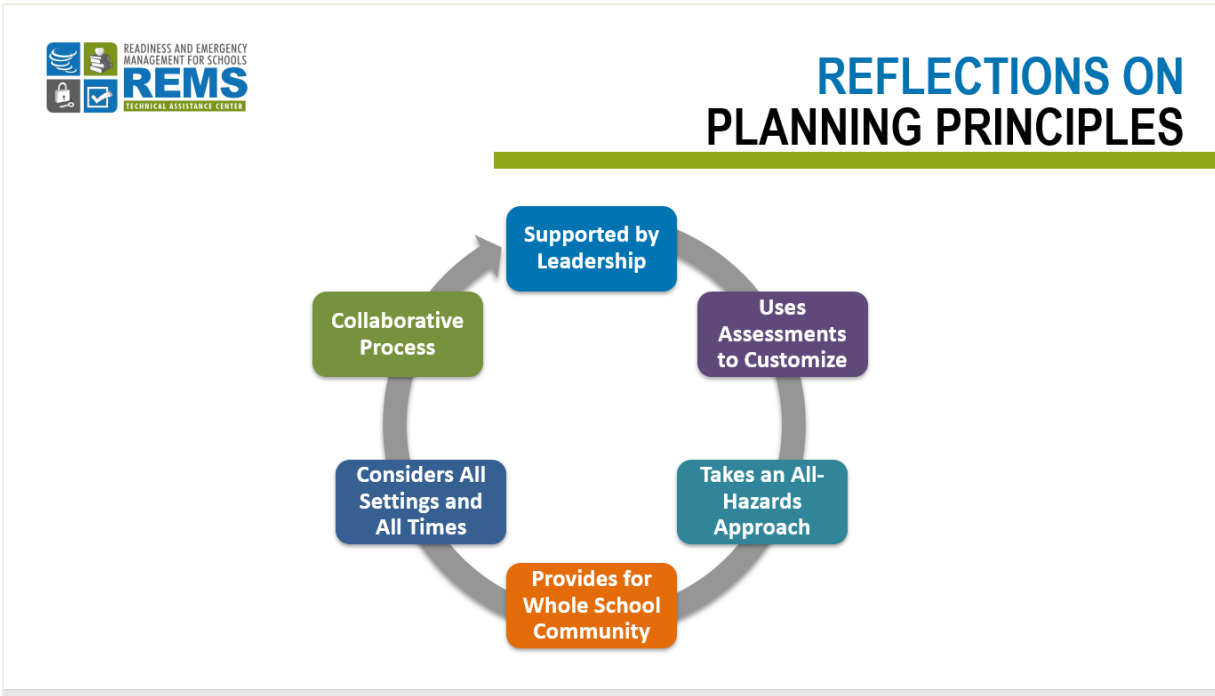 READINESS AND EMERGENCY
MANAGEMENT FOR SCHOOLS
REMS
TECHNICAL ASSISTANCE CENTER
REFLECTIONS ON
PLANNING PRINCIPLES
Supported by
Leadership
Uses
Assessments
to Customize
Takes an All-
Hazards
Approach
Provides for
Whole School
Community
Considers All
Settings and
All Times
Collaborative
Process